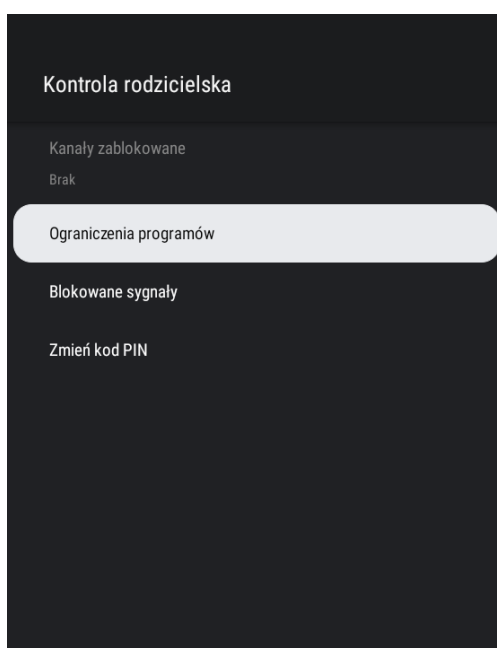 Kontrola rodzicielska
Kanały zablokowane
Brak
Ograniczenia programów
Blokowane sygnały
Zmień kod PIN